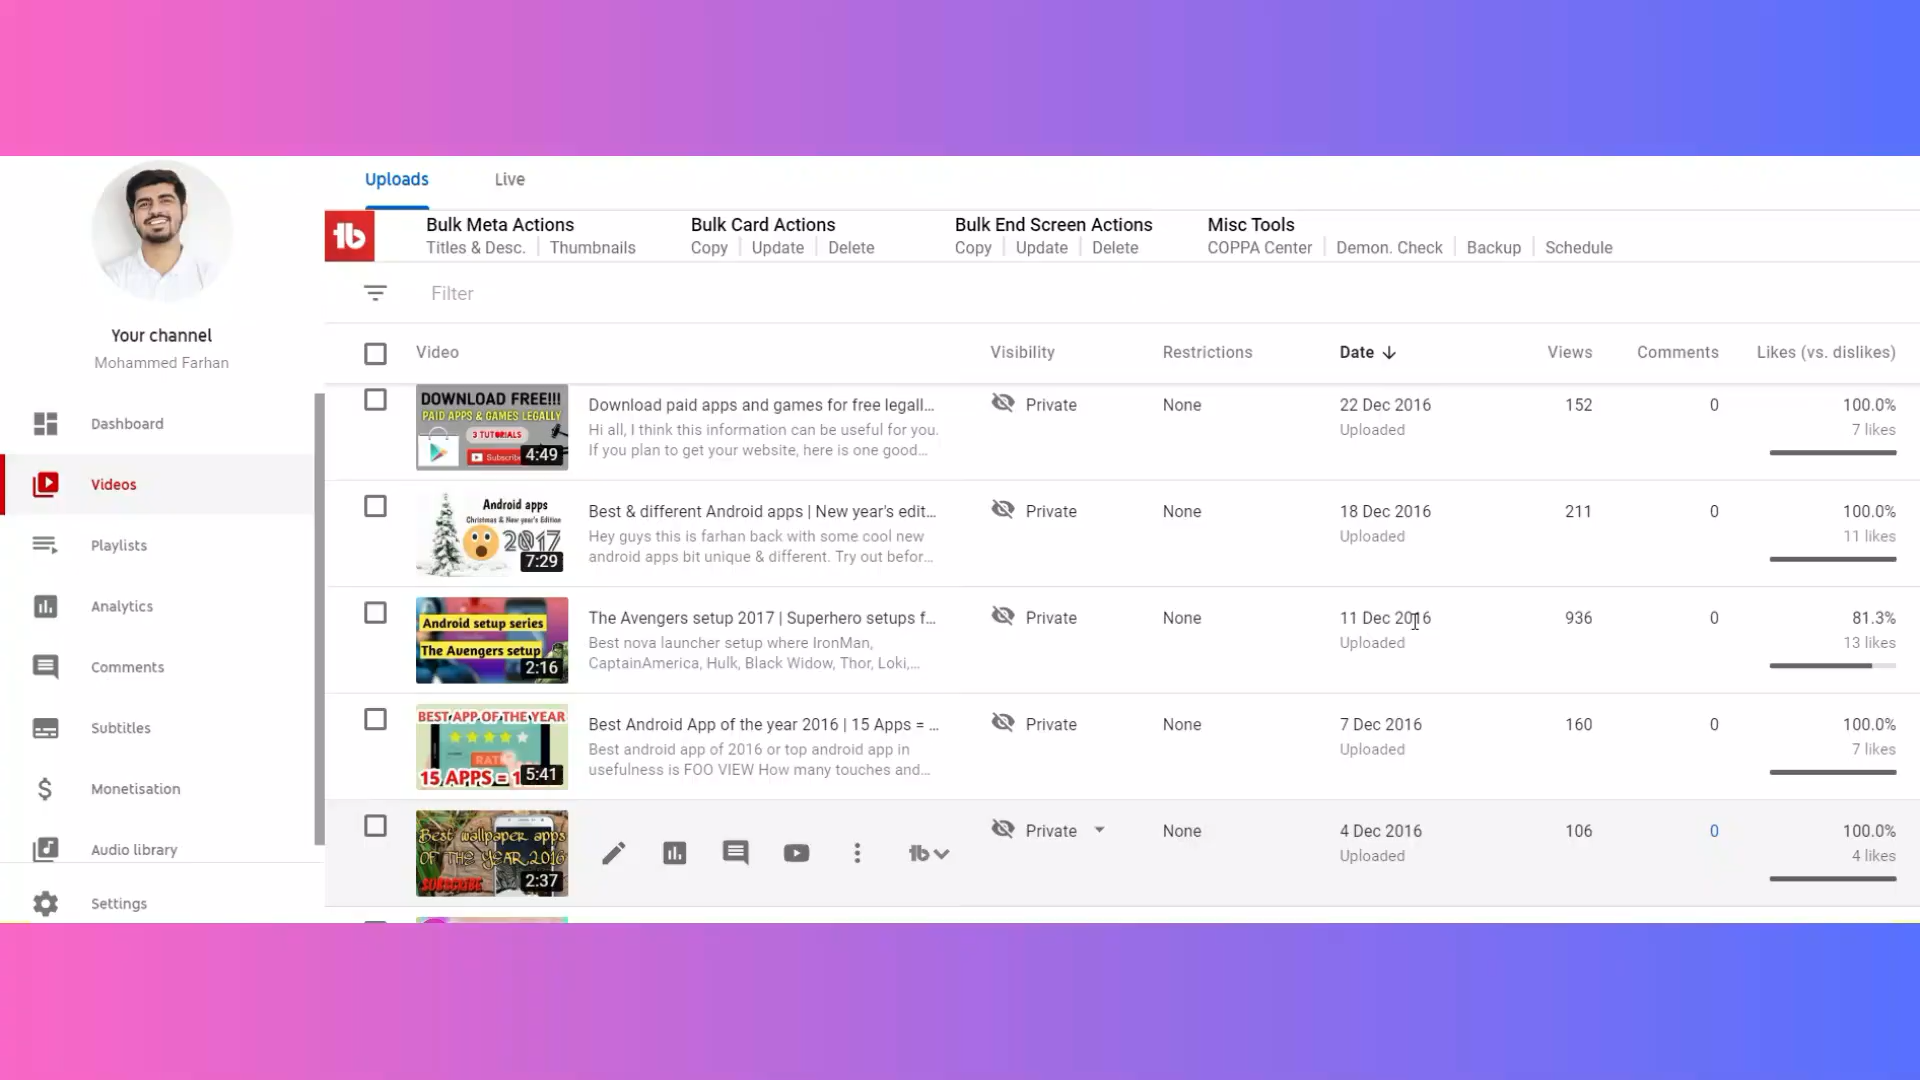 Uploads
Live
Your channel
Mohammed Farhan
Dashboard
Videos
Playlists
Analytics
Comments
Subtitles
Monetisation
Audio library
Settings
tb
Bulk Meta Actions
Titles & Desc.
Thumbnails
Bulk Card Actions
Copy
Update
Delete
Bulk End Screen Actions
Copy
Update
Delete
Misc Tools
COPPA Center
Demon. Check
Backup
Schedule
Filter
Video
Visibility
Restrictions
Date
Views
Comments
Likes (vs. dislikes)
DOWNLOAD FREE!!!
PAID APPS & GAMES LEGALLY
3 TUTORIALS
Subscribe
4:49
Download paid apps and games for free legall...
Hi all, I think this information can be useful for you.
If you plan to get your website, here is one good...
Private
None
22 Dec 2016
Uploaded
152
0
100.0%
7 likes
Android apps
Christmas & New year's Edition
2017
7:29
Best & different Android apps | New year's edit...
Hey guys this is farhan back with some cool new
android apps bit unique & different. Try out befor...
Private
None
18 Dec 2016
Uploaded
211
0
100.0%
11 likes
Android setup series
The Avengers setup
2:16
The Avengers setup 2017 | Superhero setups f...
Best nova launcher setup where IronMan,
CaptainAmerica, Hulk, Black Widow, Thor, Loki,...
Private
None
11 Dec 2016
Uploaded
936
0
81.3%
13 likes
BEST APP OF THE YEAR
RATE
15 APPS = 1
5:41
Best Android App of the year 2016 | 15 Apps = ...
Best android app of 2016 or top android app in
usefulness is FOO VIEW How many touches and...
Private
None
7 Dec 2016
Uploaded
160
0
100.0%
7 likes
Best wallpaper apps
OF THE YEAR 2016
SUBSCRIBE
2:37
tb
Private
None
4 Dec 2016
Uploaded
106
0
100.0%
4 likes